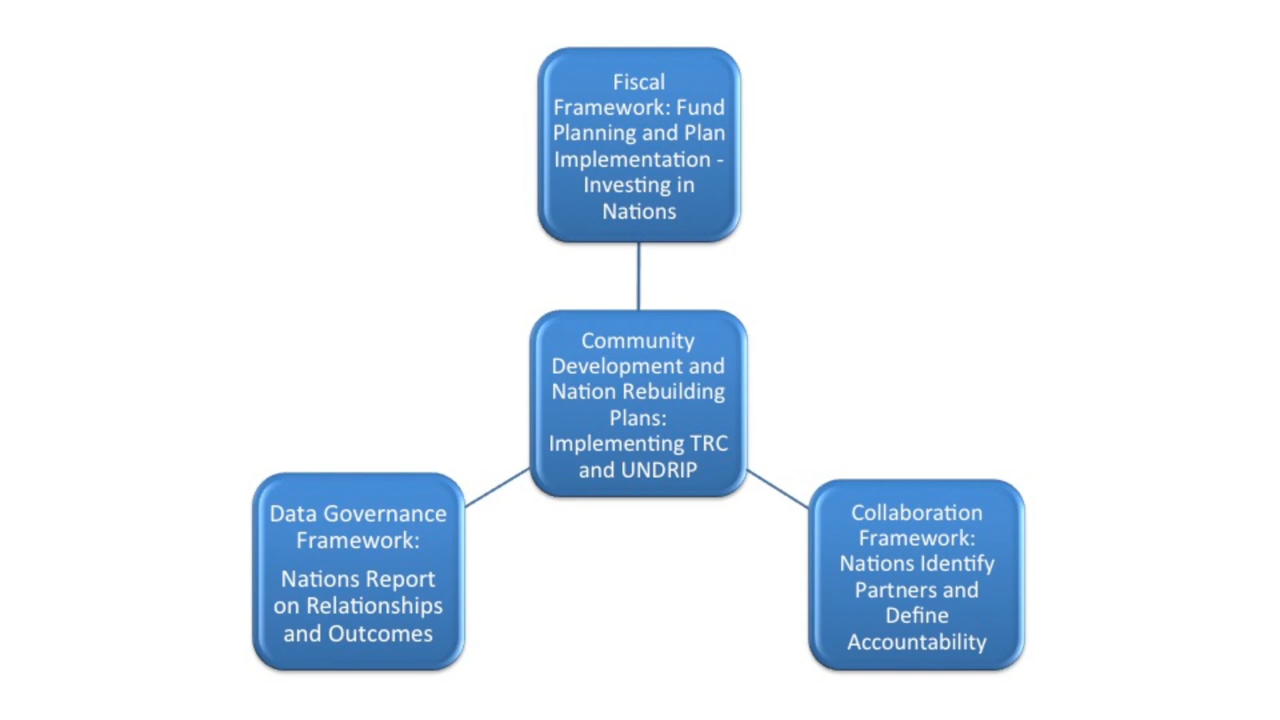 Fiscal
Framework: Fund
Planning and Plan
Implementation -
Investing in
Nations
Community
Development and
Nation Rebuilding
Plans:
Implementing TRC
and UNDRIP
Data Governance
Framework:
Nations Report
on Relationships
and Outcomes
Collaboration
Framework:
Nations Identify
Partners and
Define
Accountability